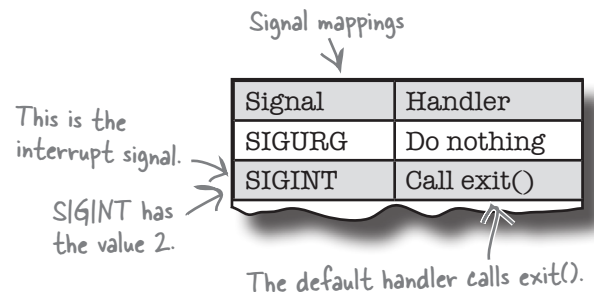 Signal mappings
Signal Handler
SIGURG Do nothing
SIGINT Call exit()
This is the
interrupt signal.
SIGINT has
the value 2.
The default handler calls exit().